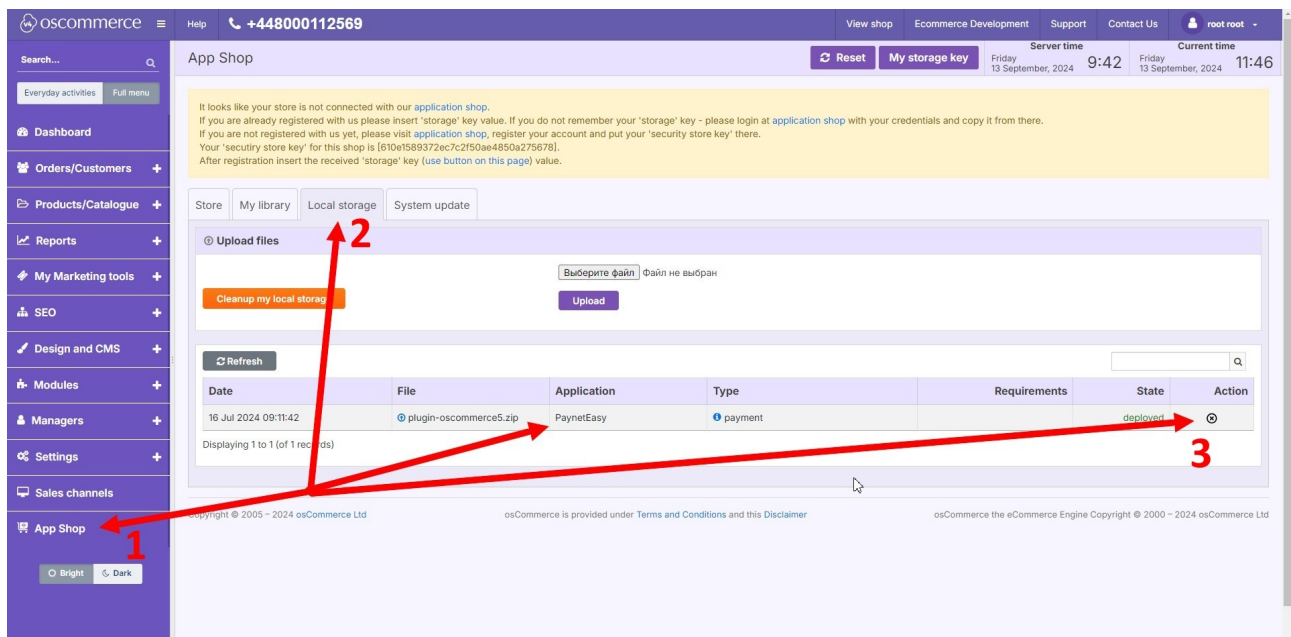 oscommerce
Help +448000112569 View shop Ecommerce Development Support Contact Us root root
Search...
Everyday activities Full menu
Dashboard
Orders/Customers
Products/Catalogue
Reports
My Marketing tools
SEO
Design and CMS
Modules
Managers
Settings
Sales channels
App Shop
1
Bright Dark
App Shop Reset My storage key
Server time
Friday
13 September, 2024 9:42
Current time
Friday
13 September, 2024 11:46
It looks like your store is not connected with our application shop.
If you are already registered with us please insert 'storage' key value. If you do not remember your 'storage' key - please login at application shop with your credentials and copy it from there.
If you are not registered with us yet, please visit application shop, register your account and put your 'security store key' there.
Your 'secutiry store key' for this shop is [610e1589372ec7c2f50ae4850a275678].
After registration insert the received 'storage' key (use button on this page) value.
Store My library Local storage System update
2
Upload files
Выберите файл Файл не выбран
Cleanup my local storage
Upload
Refresh
Date File Application Type Requirements State Action
16 Jul 2024 09:11:42 plugin-oscommerce5.zip PaynetEasy payment deployed
Displaying 1 to 1 (of 1 records)
3
Copyright © 2005 – 2024 osCommerce Ltd osCommerce is provided under Terms and Conditions and this Disclaimer osCommerce the eCommerce Engine Copyright © 2000 – 2024 osCommerce Ltd